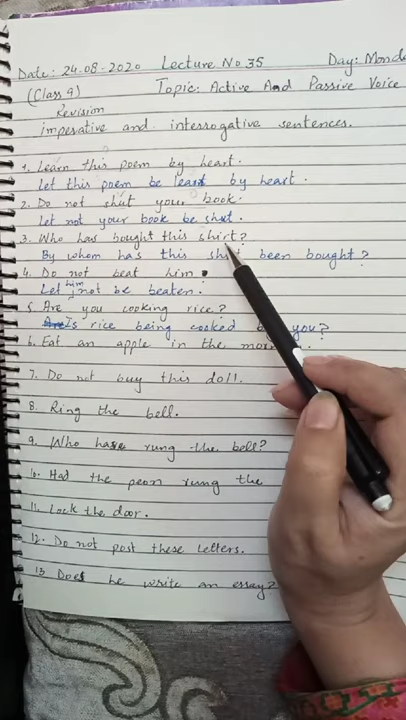 Date: 24.08.2020 Lecture No.35 Day: Monda
(Class 9) Topic: Active And Passive Voice
Revision
imperative and interrogative sentences.
1. Learn this poem by heart.
Let this poem be learnt by heart.
2. Do not shut your book.
Let not your book be shut.
3. Who has bought this shirt?
By whom has this shirt been bought?
4. Do not beat him.
Let him not be beaten.
5. Are you cooking rice?
Is rice being cooked by you?
6. Eat an apple in the
7. Do not buy this doll.
8. Ring the bell.
9. Who has rung the bell?
10. Had the peon rung the
11. Lock the door.
12. Do not post these letters.
13 Does he write an essay?